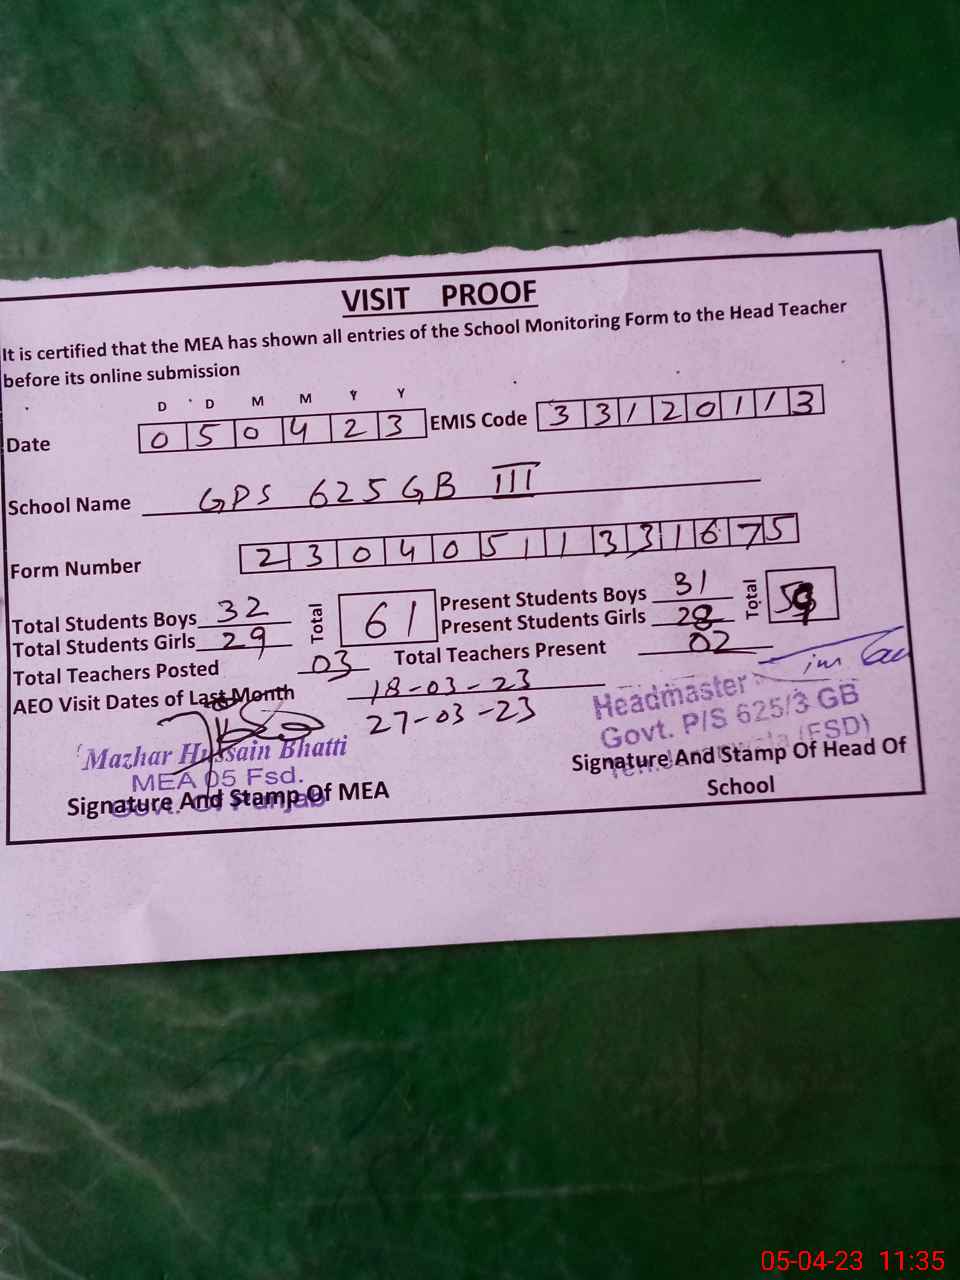 VISIT PROOF
It is certified that the MEA has shown all entries of the School Monitoring Form to the Head Teacher
before its online submission
D D M M Y Y
Date 0 5 0 4 2 3 EMIS Code 3 3 1 2 0 1 1 3
School Name GPS 625 GB III
Form Number 2 3 0 4 0 5 1 1 3 3 1 6 7 5
Total Students Boys 32 Total 61 Present Students Boys 31 Total 59
Total Students Girls 29 Present Students Girls 28
Total Teachers Posted 03 Total Teachers Present 02
AEO Visit Dates of Last Month 18-03-23
27-03-23
Mazhar Hussain Bhatti
MEA 05 Fsd.
Govt. Of Punjab
Signature And Stamp Of MEA
Headmaster
Govt. P/S 625/3 GB
(FSD)
Signature And Stamp Of Head Of
School
05-04-23 11:35